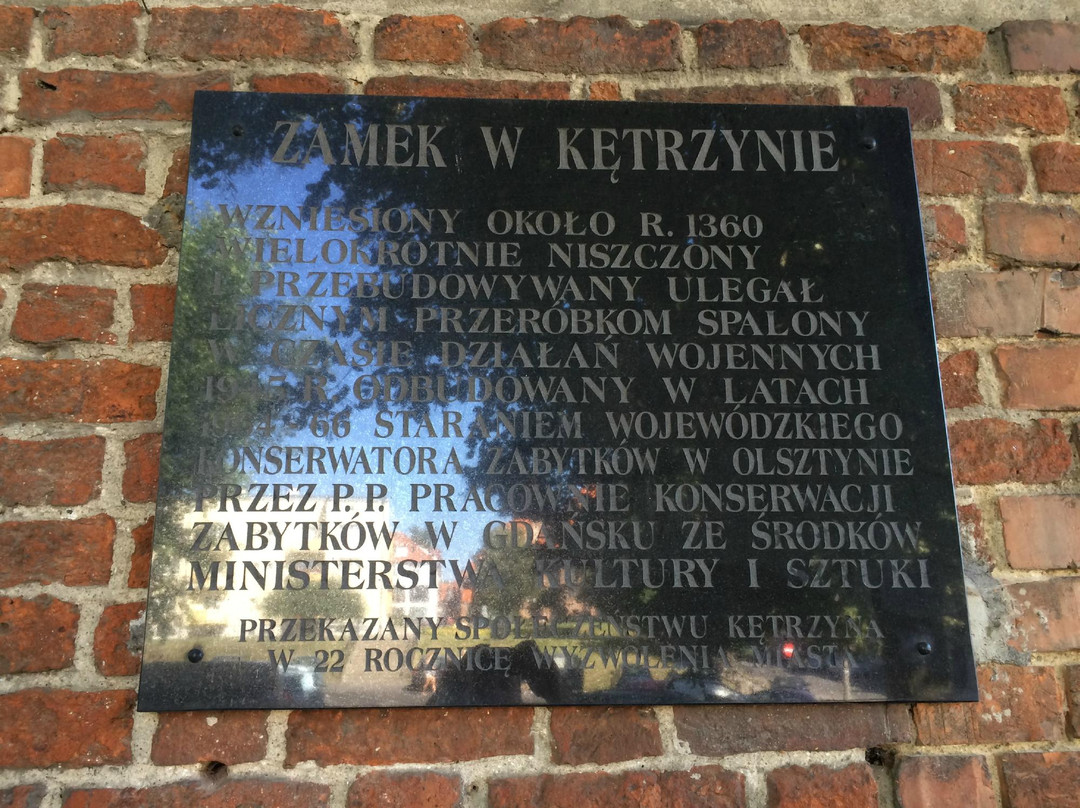 ZAMEK W KĘTRZYNIE
WZNIESIONY OKOŁO R. 1360
WIELOKROTNIE NISZCZONY
I PRZEBUDOWYWANY ULEGAŁ
LICZNYM PRZERÓBKOM SPALONY
W CZASIE DZIAŁAŃ WOJENNYCH
1945 R. ODBUDOWANY W LATACH
1964-66 STARANIEM WOJEWÓDZKIEGO
KONSERWATORA ZABYTKÓW W OLSZTYNIE
PRZEZ P.P. PRACOWNIE KONSERWACJI
ZABYTKÓW W GDAŃSKU ZE ŚRODKÓW
MINISTERSTWA KULTURY I SZTUKI
PRZEKAZANY SPOŁECZEŃSTWU KĘTRZYNA
W 22 ROCZNICĘ WYZWOLENIA MIASTA